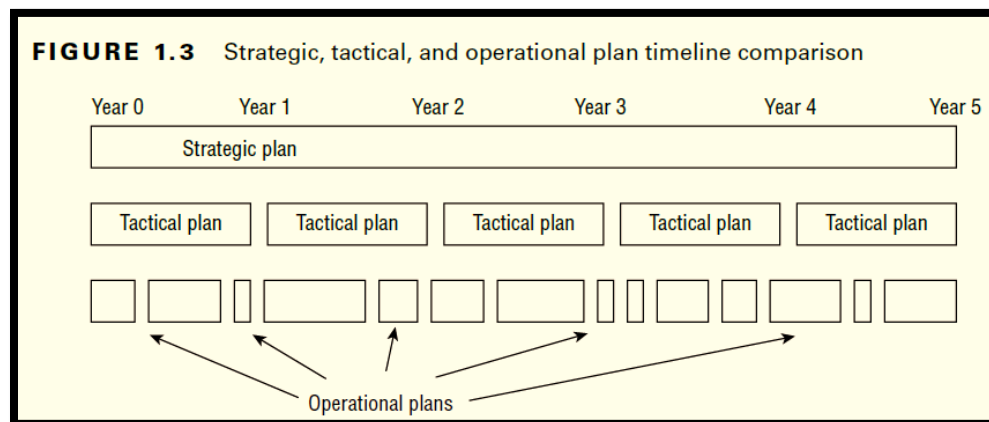 FIGURE 1.3 Strategic, tactical, and operational plan timeline comparison
Year 0 Year 1 Year 2 Year 3 Year 4 Year 5
Strategic plan
Tactical plan Tactical plan Tactical plan Tactical plan Tactical plan
Operational plans